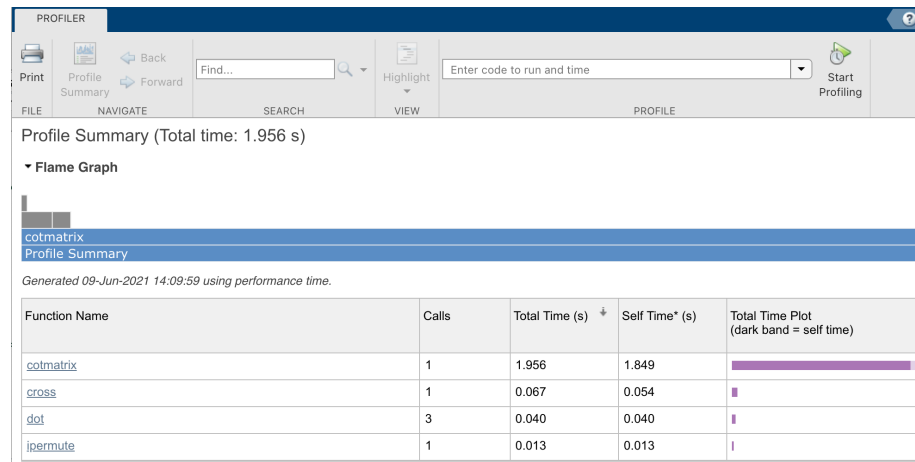 PROFILER
?
Print
Profile
Summary
Back
Forward
Find...
Highlight
Enter code to run and time
Start
Profiling
FILE
NAVIGATE
SEARCH
VIEW
PROFILE
Profile Summary (Total time: 1.956 s)
Flame Graph
cotmatrix
Profile Summary
Generated 09-Jun-2021 14:09:59 using performance time.
Function Name Calls Total Time (s) Self Time* (s) Total Time Plot
(dark band = self time)
cotmatrix 1 1.956 1.849
cross 1 0.067 0.054
dot 3 0.040 0.040
ipermute 1 0.013 0.013